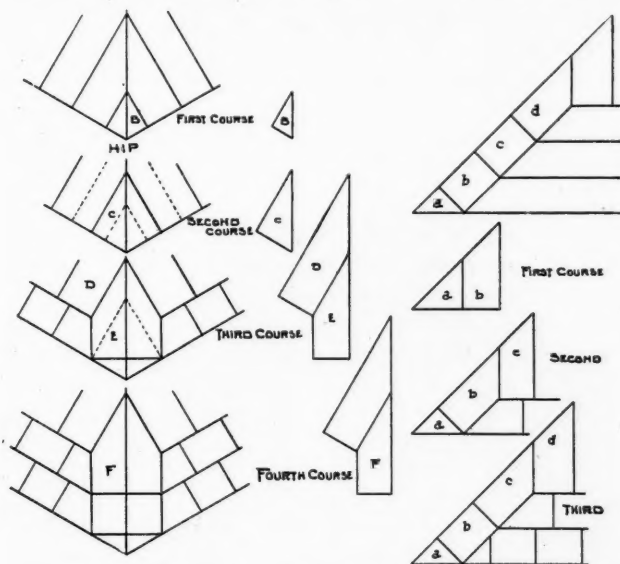 B
FIRST COURSE
B
HIP
C
SECOND COURSE
C
D
E
THIRD COURSE
D
E
F
FOURTH COURSE
F
d
c
b
a
FIRST COURSE
a
b
SECOND
c
b
a
d
c
THIRD
b
a